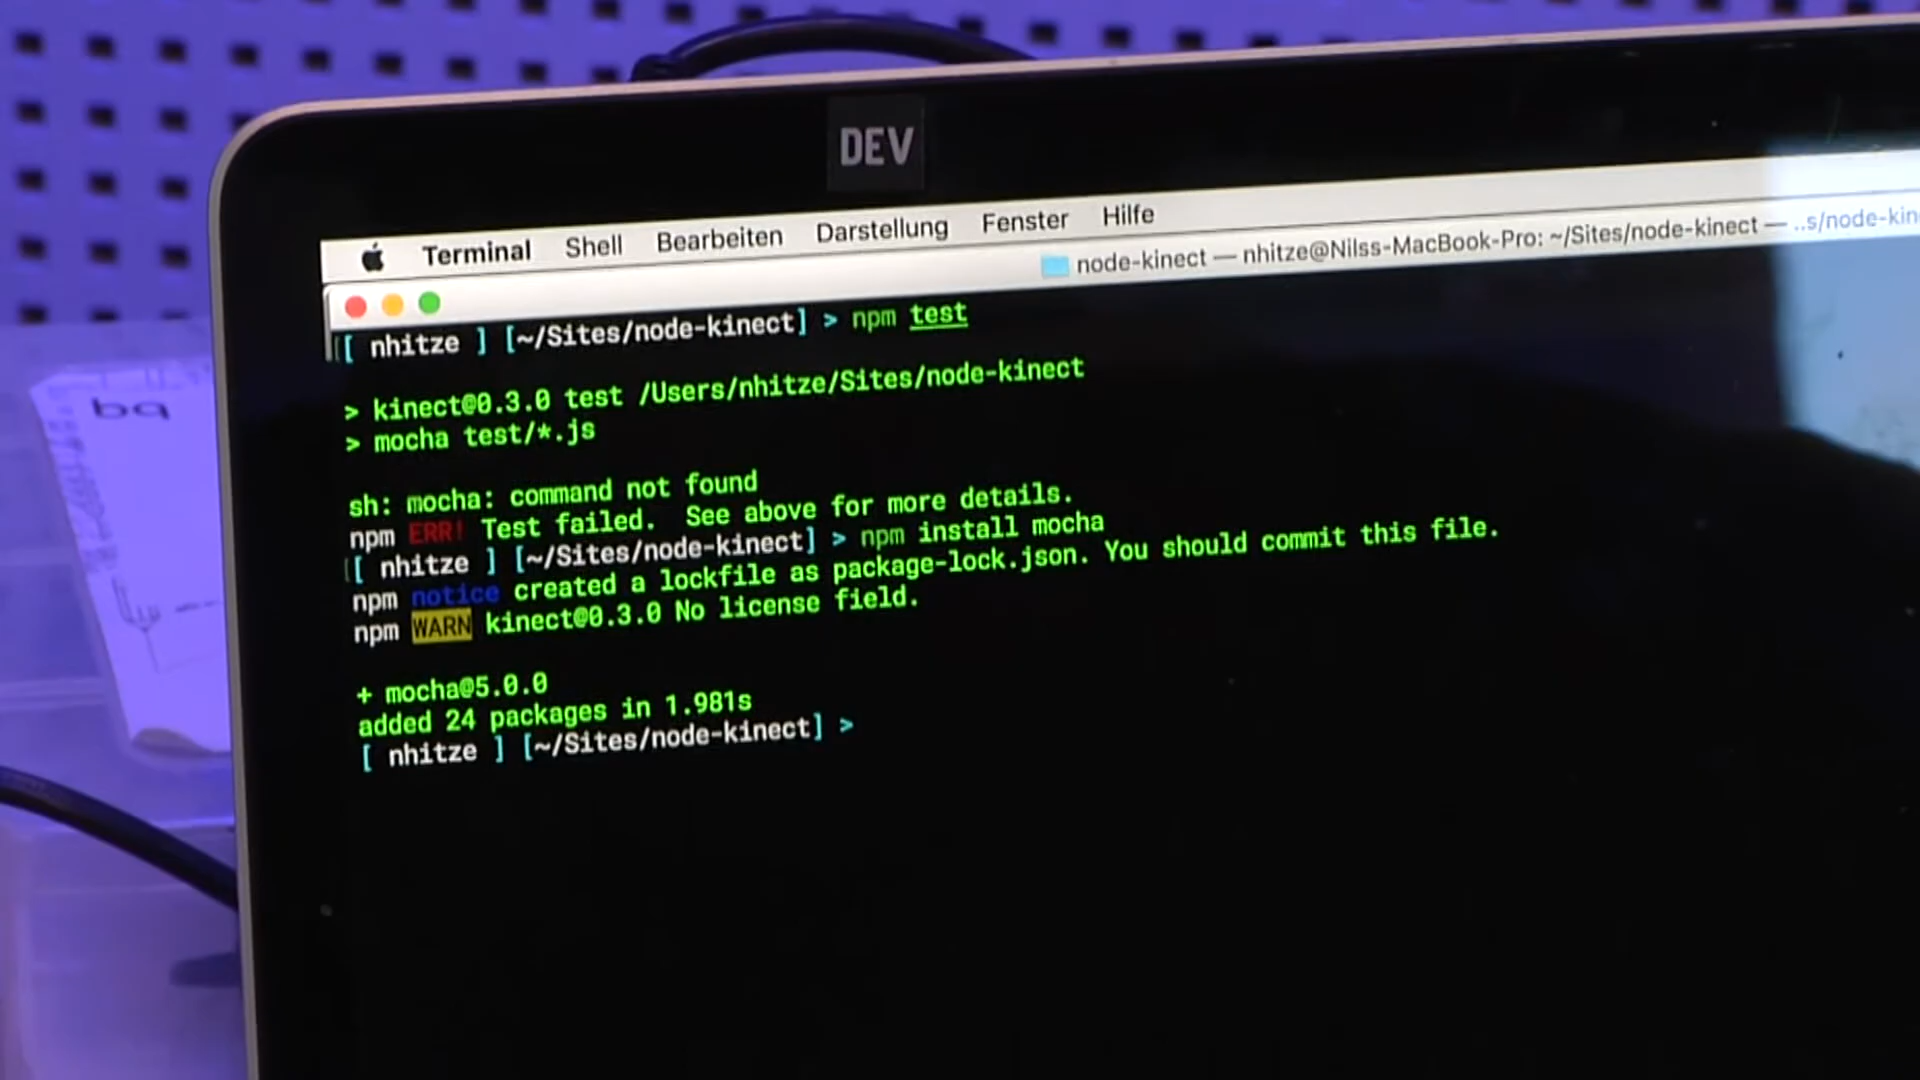 DEV
Terminal Shell Bearbeiten Darstellung Fenster Hilfe
node-kinect — nhitze@Nilss-MacBook-Pro: ~/Sites/node-kinect — ..s/node-kin
[[ nhitze ] [~/Sites/node-kinect] > npm test
> kinect@0.3.0 test /Users/nhitze/Sites/node-kinect
> mocha test/*.js
sh: mocha: command not found
npm ERR! Test failed.  See above for more details.
[[ nhitze ] [~/Sites/node-kinect] > npm install mocha
npm notice created a lockfile as package-lock.json. You should commit this file.
npm WARN kinect@0.3.0 No license field.
+ mocha@5.0.0
added 24 packages in 1.981s
[ nhitze ] [~/Sites/node-kinect] >
bq